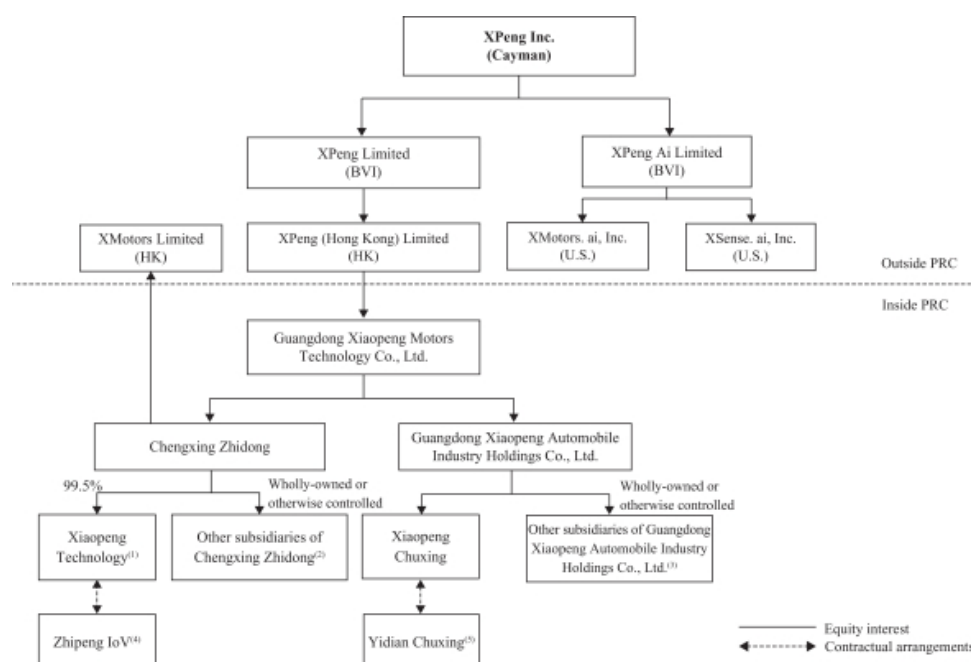 XPeng Inc.
(Cayman)
XPeng Limited
(BVI)
XPeng Ai Limited
(BVI)
XMotors Limited
(HK)
XPeng (Hong Kong) Limited
(HK)
XMotors. ai, Inc.
(U.S.)
XSense. ai, Inc.
(U.S.)
Outside PRC
Inside PRC
Guangdong Xiaopeng Motors
Technology Co., Ltd.
Chengxing Zhidong
Guangdong Xiaopeng Automobile
Industry Holdings Co., Ltd.
99.5%
Wholly-owned or
otherwise controlled
Wholly-owned or
otherwise controlled
Xiaopeng
Technology(1)
Other subsidiaries of
Chengxing Zhidong(2)
Xiaopeng
Chuxing
Other subsidiaries of Guangdong
Xiaopeng Automobile Industry
Holdings Co., Ltd.(3)
Zhipeng IoV(4)
Yidian Chuxing(5)
Equity interest
Contractual arrangements